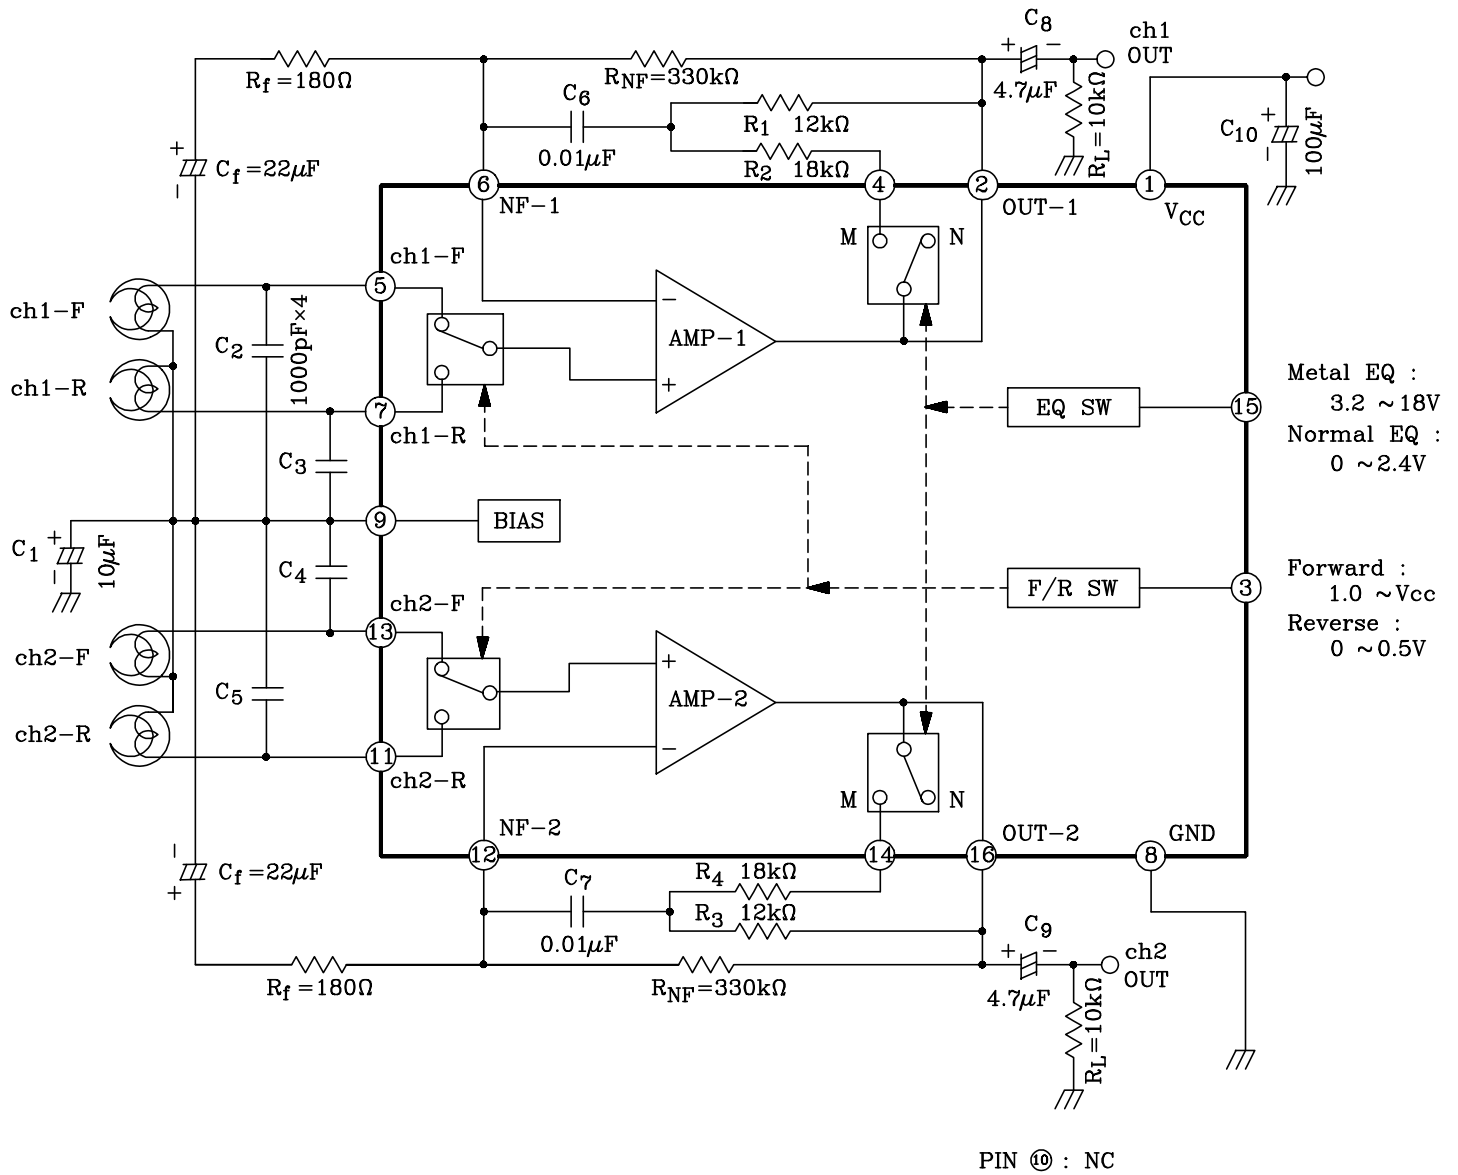 C8
+ −
ch1
OUT
Rf=180Ω
RNF=330kΩ
4.7µF
RL=10kΩ
C6
0.01µF
R1 12kΩ
R2 18kΩ
C10
+
−
100µF
+
Cf=22µF
−
6
NF-1
4
2
OUT-1
1
VCC
M
N
ch1-F
5
ch1-F
C2
1000pF×4
−
AMP-1
+
ch1-R
7
ch1-R
C3
EQ SW
15
Metal EQ :
3.2 ~18V
Normal EQ :
0 ~2.4V
9
BIAS
C1
+
−
10µF
C4
F/R SW
3
Forward :
1.0 ~Vcc
Reverse :
0 ~0.5V
ch2-F
13
ch2-F
C5
+
AMP-2
−
ch2-R
11
ch2-R
M
N
NF-2
12
14
OUT-2
16
GND
8
−
Cf=22µF
+
C7
0.01µF
R4 18kΩ
R3 12kΩ
C9
+ −
ch2
OUT
Rf=180Ω
RNF=330kΩ
4.7µF
RL=10kΩ
PIN ⑩ : NC